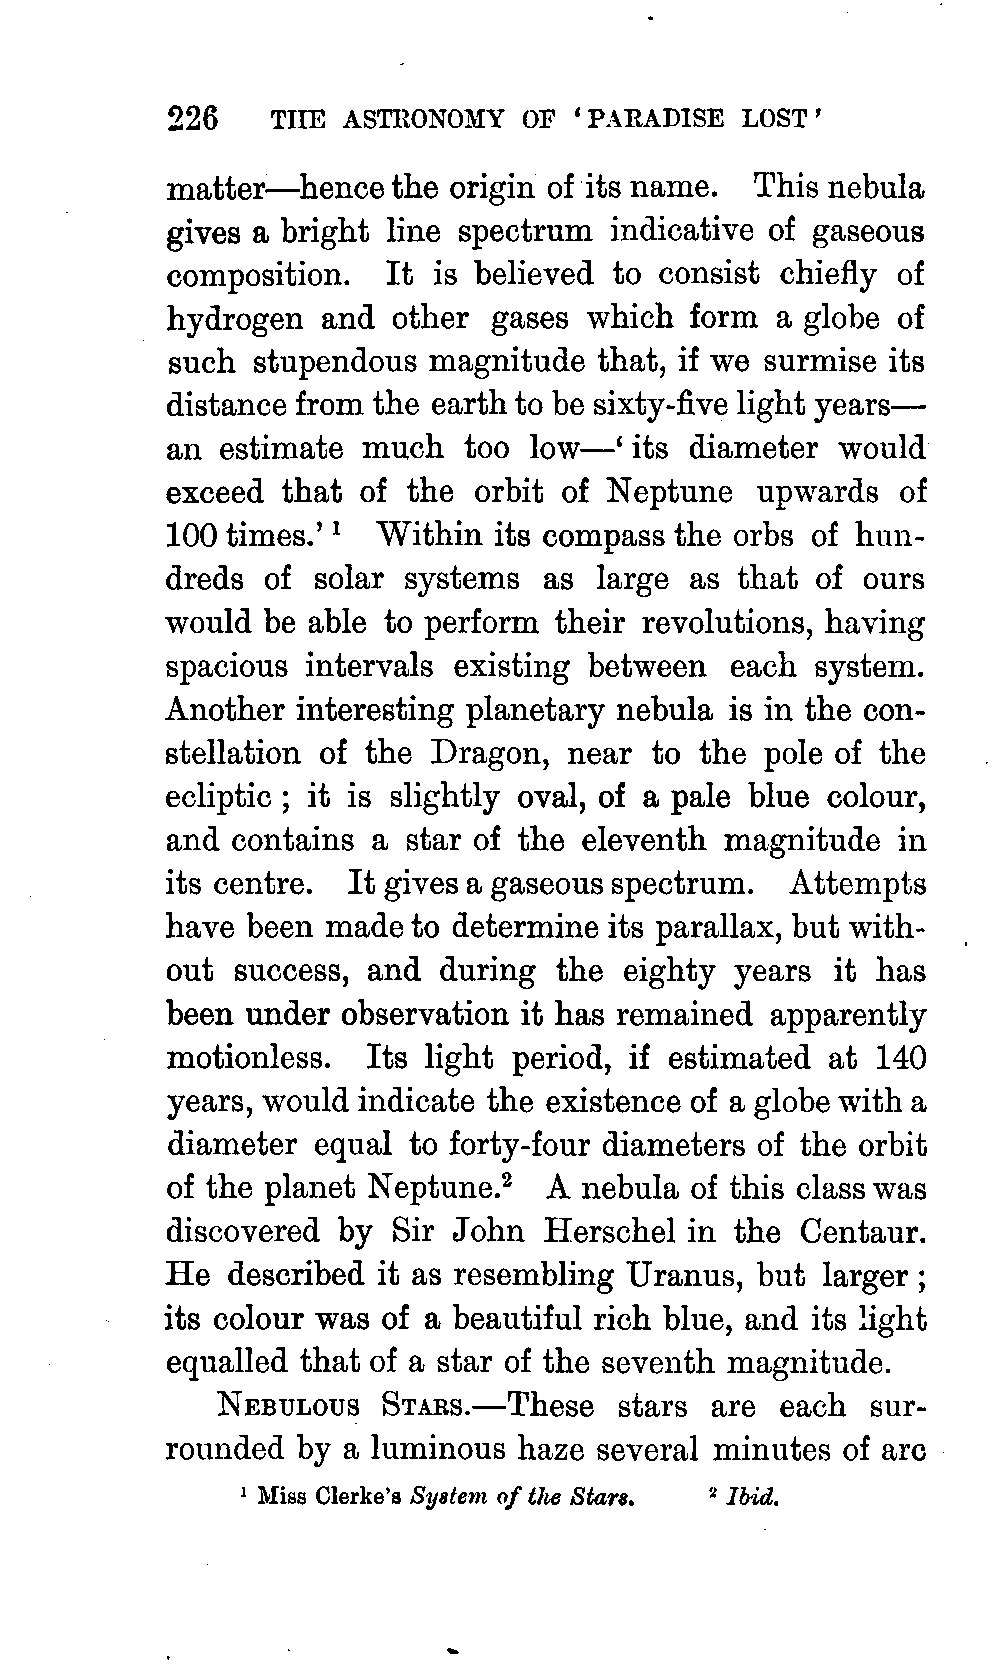 226 THE ASTRONOMY OF ‘PARADISE LOST’
matter—hence the origin of its name. This nebula
gives a bright line spectrum indicative of gaseous
composition. It is believed to consist chiefly of
hydrogen and other gases which form a globe of
such stupendous magnitude that, if we surmise its
distance from the earth to be sixty-five light years—
an estimate much too low—‘ its diameter would
exceed that of the orbit of Neptune upwards of
100 times.’ ¹ Within its compass the orbs of hun-
dreds of solar systems as large as that of ours
would be able to perform their revolutions, having
spacious intervals existing between each system.
Another interesting planetary nebula is in the con-
stellation of the Dragon, near to the pole of the
ecliptic ; it is slightly oval, of a pale blue colour,
and contains a star of the eleventh magnitude in
its centre. It gives a gaseous spectrum. Attempts
have been made to determine its parallax, but with-
out success, and during the eighty years it has
been under observation it has remained apparently
motionless. Its light period, if estimated at 140
years, would indicate the existence of a globe with a
diameter equal to forty-four diameters of the orbit
of the planet Neptune.² A nebula of this class was
discovered by Sir John Herschel in the Centaur.
He described it as resembling Uranus, but larger ;
its colour was of a beautiful rich blue, and its light
equalled that of a star of the seventh magnitude.
NEBULOUS STARS.—These stars are each sur-
rounded by a luminous haze several minutes of arc
¹ Miss Clerke’s System of the Stars. ² Ibid.